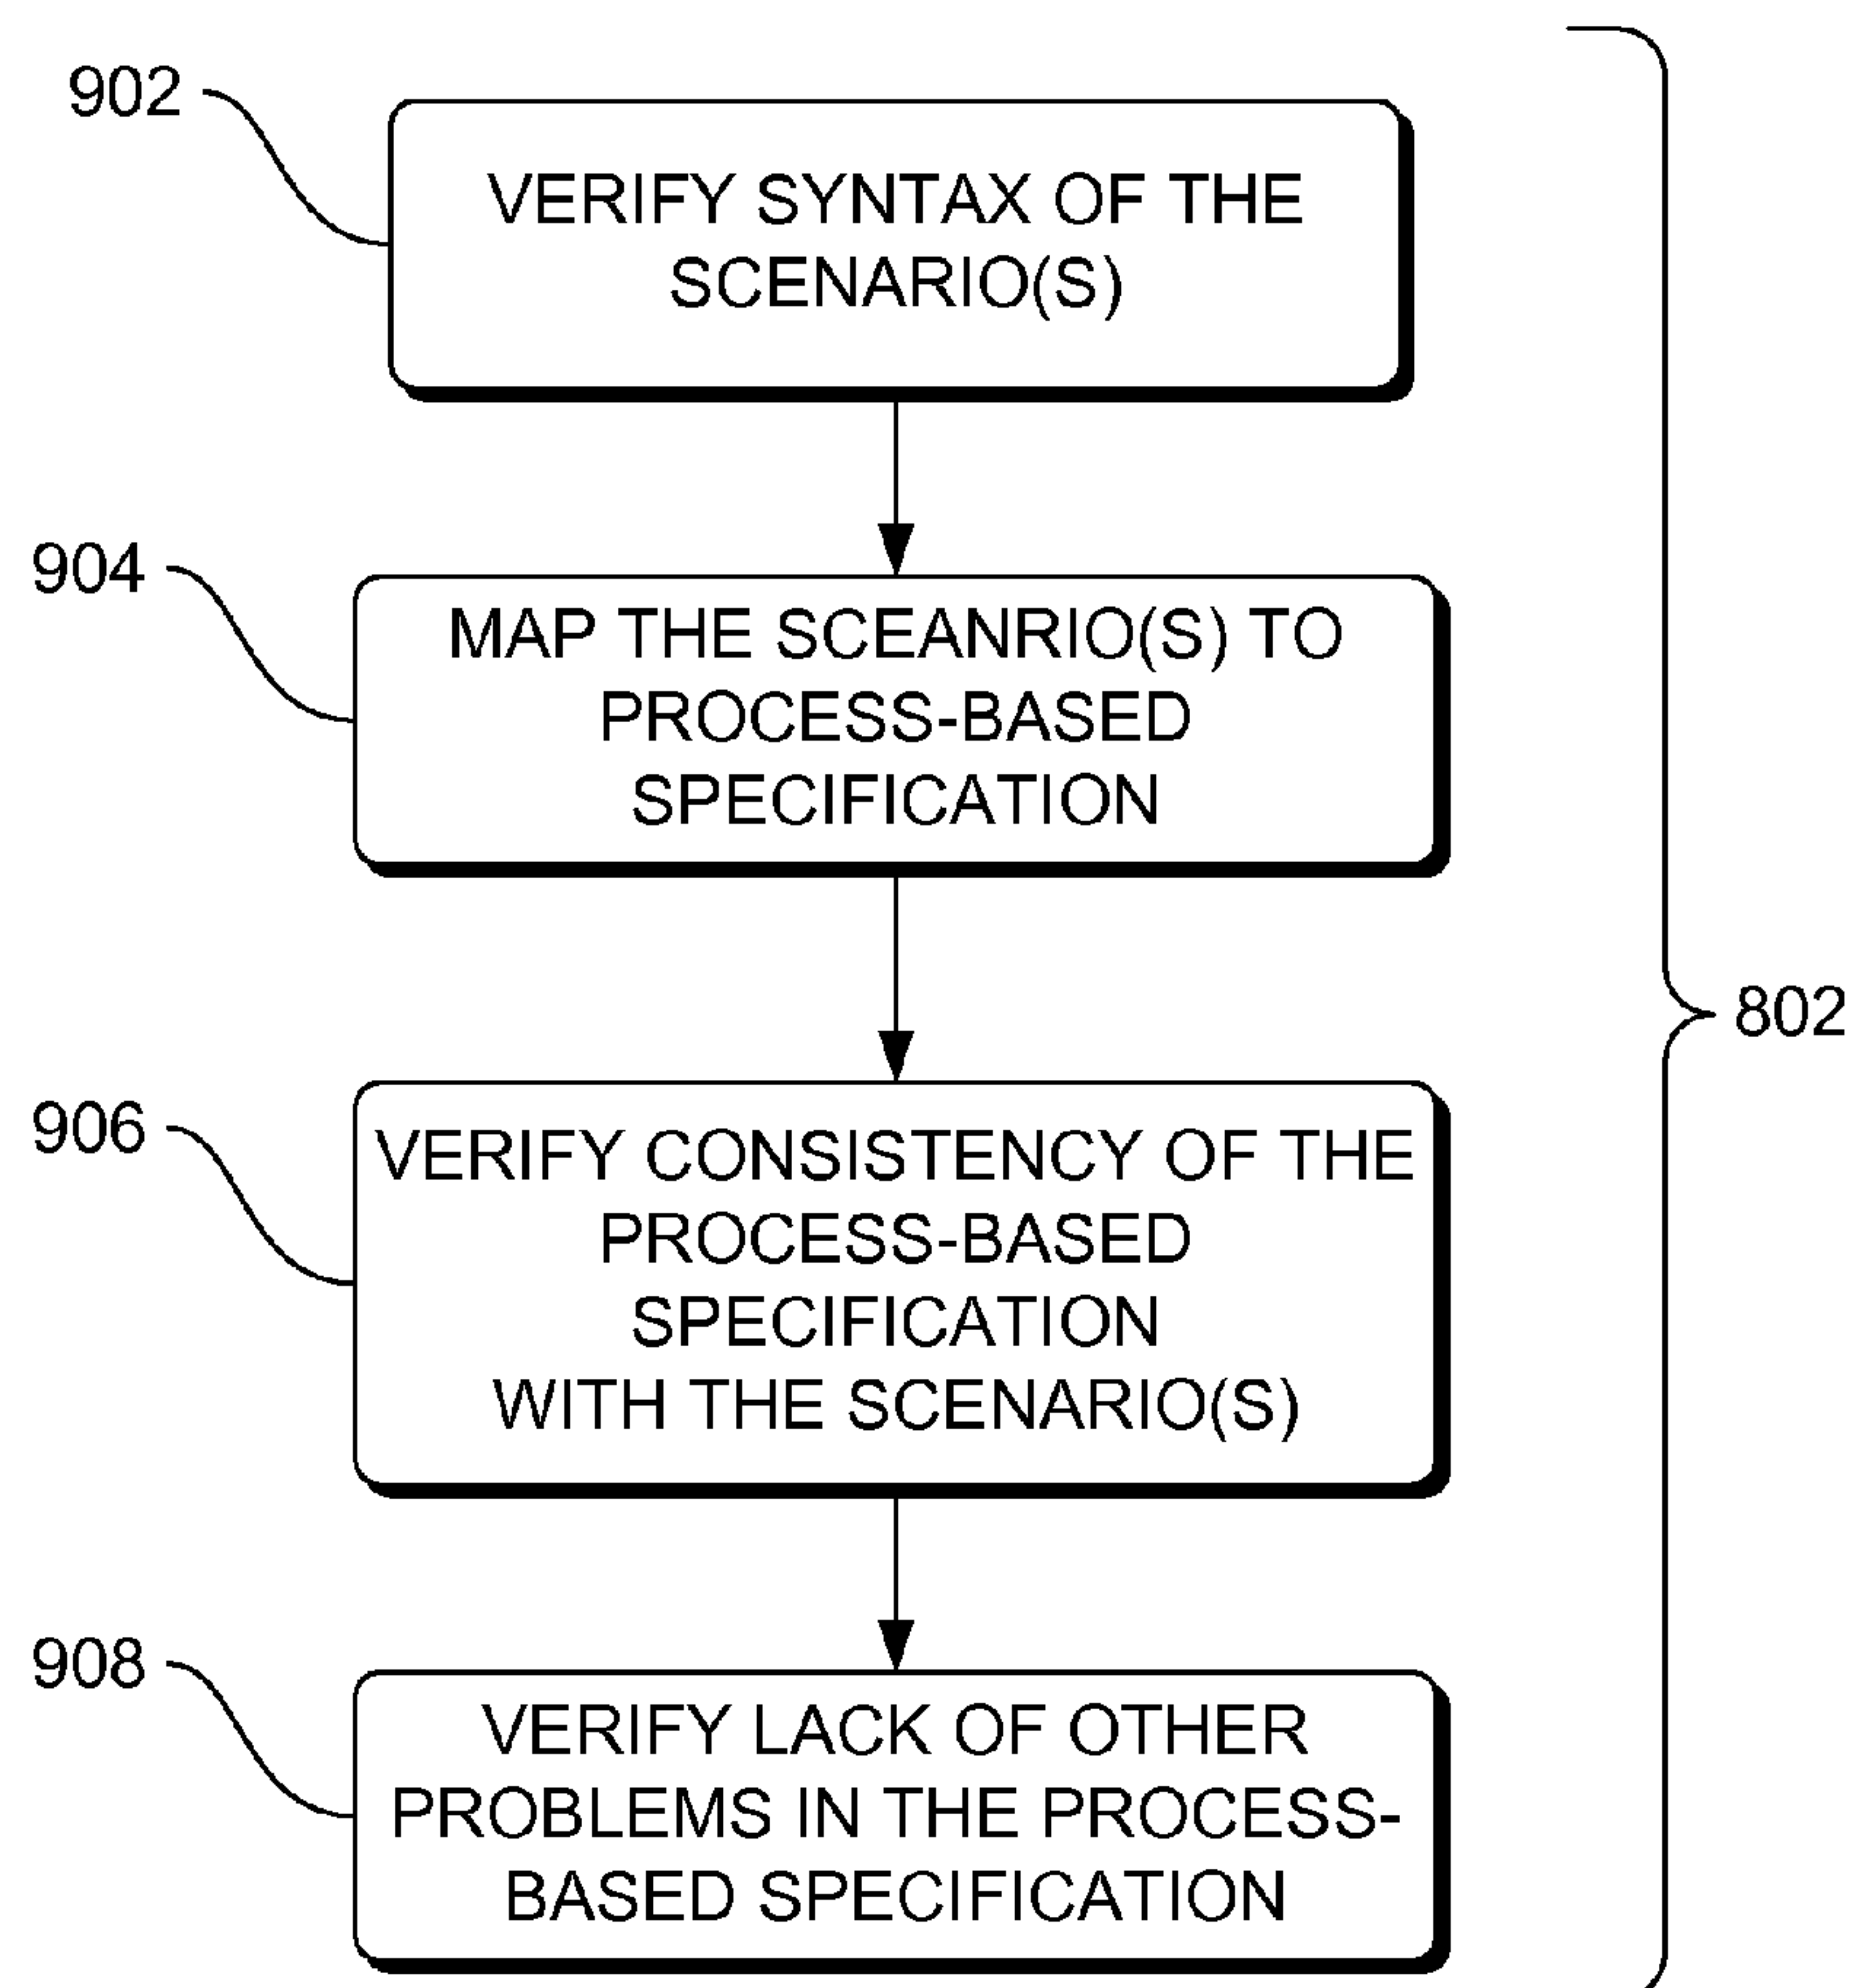 902
VERIFY SYNTAX OF THE
SCENARIO(S)
904
MAP THE SCEANRIO(S) TO
PROCESS-BASED
SPECIFICATION
802
906
VERIFY CONSISTENCY OF THE
PROCESS-BASED
SPECIFICATION
WITH THE SCENARIO(S)
908
VERIFY LACK OF OTHER
PROBLEMS IN THE PROCESS-
BASED SPECIFICATION